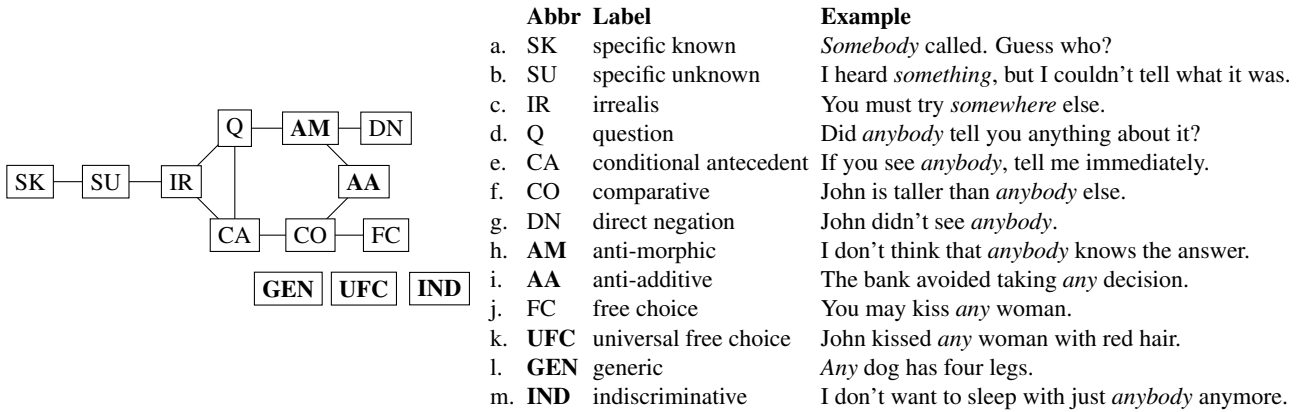 Q AM DN
SK SU IR AA
CA CO FC
GEN UFC IND
Abbr Label Example
a. SK specific known Somebody called. Guess who?
b. SU specific unknown I heard something, but I couldn't tell what it was.
c. IR irrealis You must try somewhere else.
d. Q question Did anybody tell you anything about it?
e. CA conditional antecedent If you see anybody, tell me immediately.
f. CO comparative John is taller than anybody else.
g. DN direct negation John didn't see anybody.
h. AM anti-morphic I don't think that anybody knows the answer.
i. AA anti-additive The bank avoided taking any decision.
j. FC free choice You may kiss any woman.
k. UFC universal free choice John kissed any woman with red hair.
l. GEN generic Any dog has four legs.
m. IND indiscriminative I don't want to sleep with just anybody anymore.